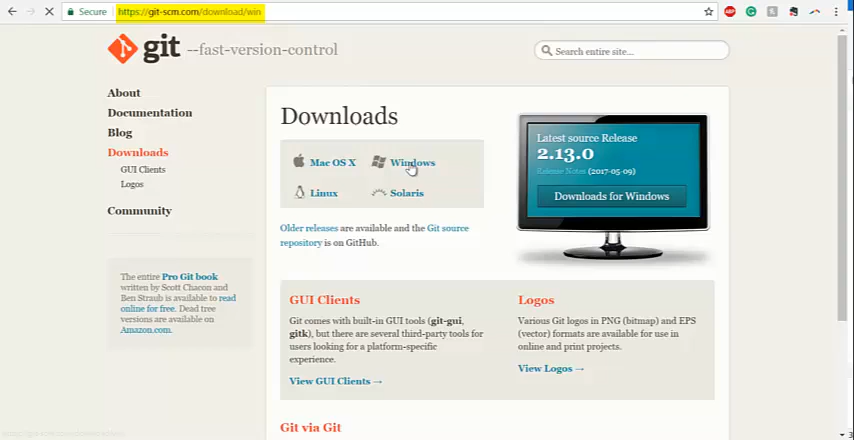 Secure
https://git-scm.com/download/win
ABP
git --fast-version-control
Search entire site...
About
Documentation
Blog
Downloads
GUI Clients
Logos
Community
The entire Pro Git book
written by Scott Chacon and
Ben Straub is available to read
online for free. Dead tree
versions are available on
Amazon.com.
Downloads
Mac OS X
Windows
Linux
Solaris
Older releases are available and the Git source
repository is on GitHub.
Latest source Release
2.13.0
Release Notes (2017-05-09)
Downloads for Windows
GUI Clients
Git comes with built-in GUI tools (git-gui,
gitk), but there are several third-party tools for
users looking for a platform-specific
experience.
View GUI Clients →
Logos
Various Git logos in PNG (bitmap) and EPS
(vector) formats are available for use in
online and print projects.
View Logos →
Git via Git